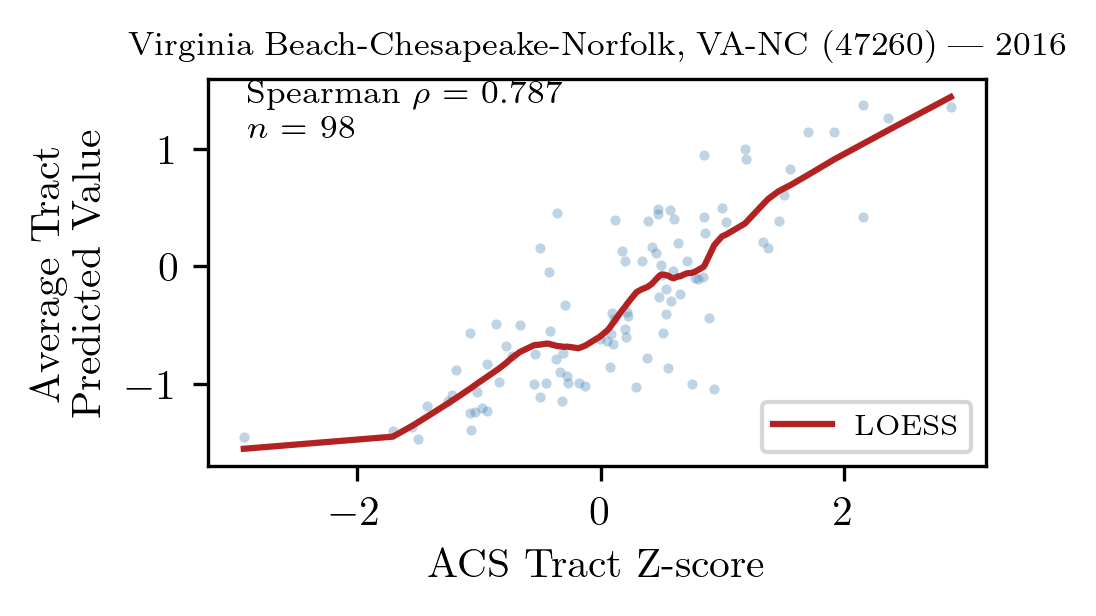 Virginia Beach-Chesapeake-Norfolk, VA-NC (47260) — 2016
Spearman ρ = 0.787
n = 98
Average Tract
Predicted Value
1
0
−1
LOESS
−2
0
2
ACS Tract Z-score